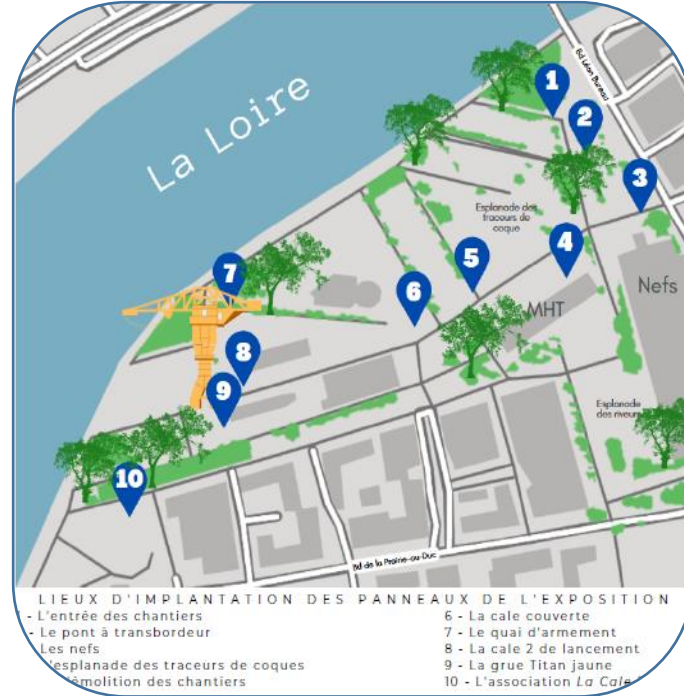 La Loire
Bd Léon Bureau
1
2
3
Esplanade des
traceurs de
coque
4
5
Nefs
7
6
MHT
8
9
Esplanade
des riveurs
10
Bd de la Prairie-au-Duc
LIEUX D'IMPLANTATION DES PANNEAUX DE L'EXPOSITION
- L'entrée des chantiers
- Le pont à transbordeur
Les nefs
l'esplanade des traceurs de coques
démolition des chantiers
6 - La cale couverte
7 - Le quai d'armement
8 - La cale 2 de lancement
9 - La grue Titan jaune
10 - L'association La Cale